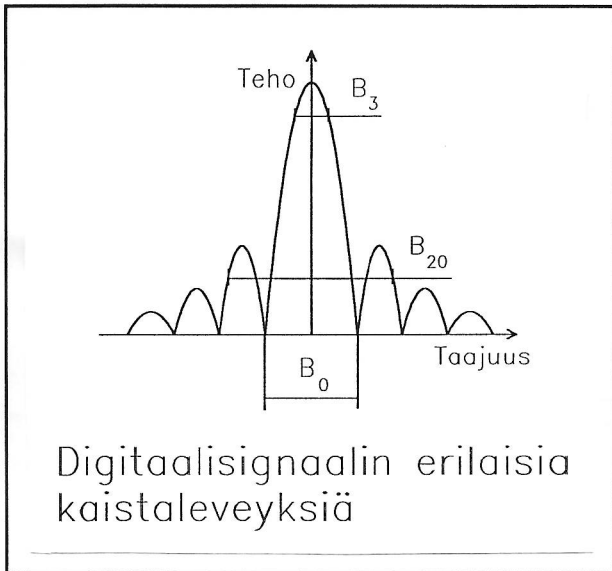 Teho
B3
B20
Taajuus
B0
Digitaalisignaalin erilaisia
kaistaleveyksiä